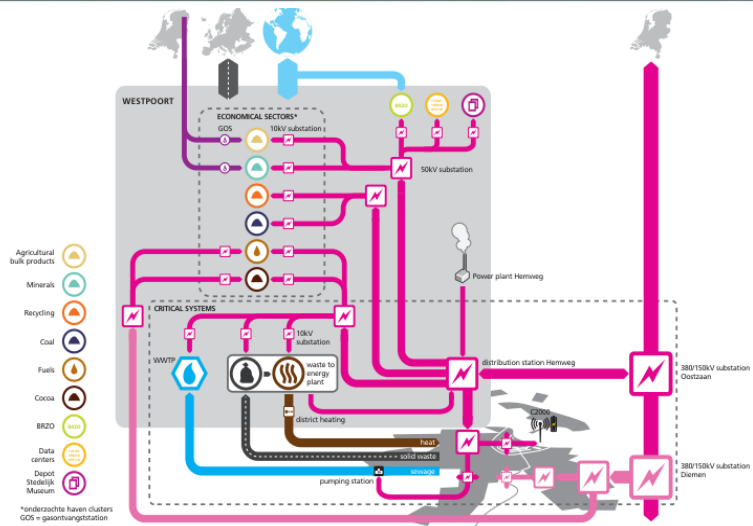 WESTPOORT
ECONOMICAL SECTORS*
GOS
10kV substation
BRZO
50kV substation
Power plant Hemweg
Agricultural
bulk products
Minerals
Recycling
Coal
Fuels
Cocoa
BRZO
BRZO
Data
centers
Depot
Stedelijk
Museum
*onderzochte haven clusters
GOS = gasontvangststation
CRITICAL SYSTEMS
10kV
substation
WWTP
waste to
energy
plant
district heating
heat
solid waste
sewage
pumping station
distribution station Hemweg
C2000
380/150kV substation
Oostzaan
380/150kV substation
Diemen